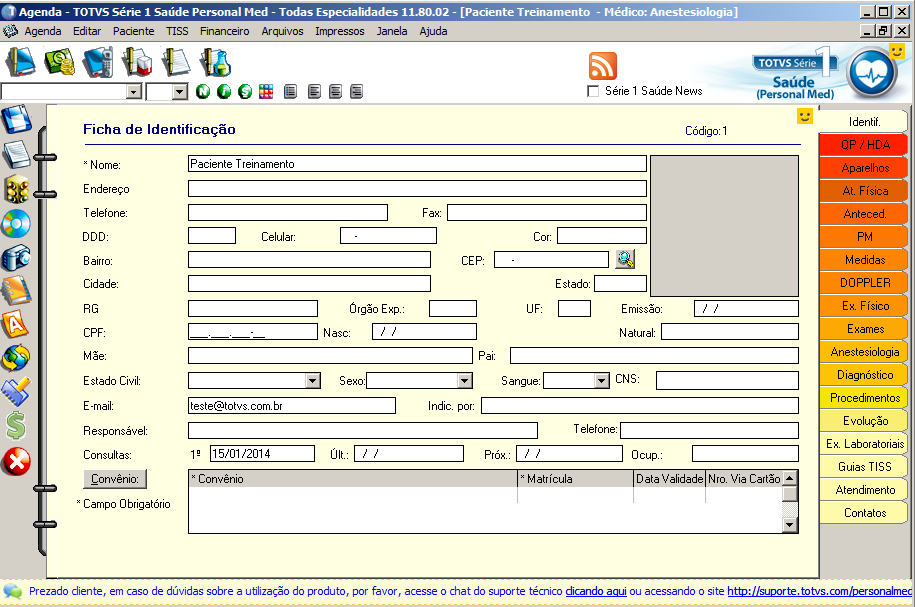 Agenda - TOTVS Série 1 Saúde Personal Med - Todas Especialidades 11.80.02 - [Paciente Treinamento - Médico: Anestesiologia]
Agenda Editar Paciente TISS Financeiro Arquivos Impressos Janela Ajuda
Série 1 Saúde News
TOTVS Série 1
Saúde
(Personal Med)
Ficha de Identificação
Código:1
* Nome: Paciente Treinamento
Endereço
Telefone: Fax:
DDD: Celular: - Cor:
Bairro: CEP: -
Cidade: Estado:
RG Órgão Exp.: UF: Emissão: / /
CPF: ___.___.___-__ Nasc: / / Natural:
Mãe: Pai:
Estado Civil: Sexo: Sangue: CNS:
E-mail: teste@totvs.com.br Indic. por:
Responsável: Telefone:
Consultas: 1º 15/01/2014 Últ.: / / Próx.: / / Ocup.:
Convênio: * Convênio * Matrícula Data Validade Nro. Via Cartão
* Campo Obrigatório
Identif.
QP / HDA
Aparelhos
At. Física
Anteced.
PM
Medidas
DOPPLER
Ex. Físico
Exames
Anestesiologia
Diagnóstico
Procedimentos
Evolução
Ex. Laboratoriais
Guias TISS
Atendimento
Contatos
Prezado cliente, em caso de dúvidas sobre a utilização do produto, por favor, acesse o chat do suporte técnico clicando aqui ou acessando o site http://suporte.totvs.com/personalmed